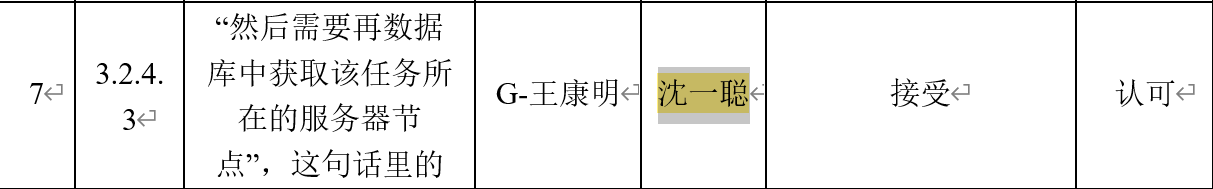 7
3.2.4.
3
“然后需要再数据
库中获取该任务所
在的服务器节
点”，这句话里的
G-王康明
沈一聪
接受
认可